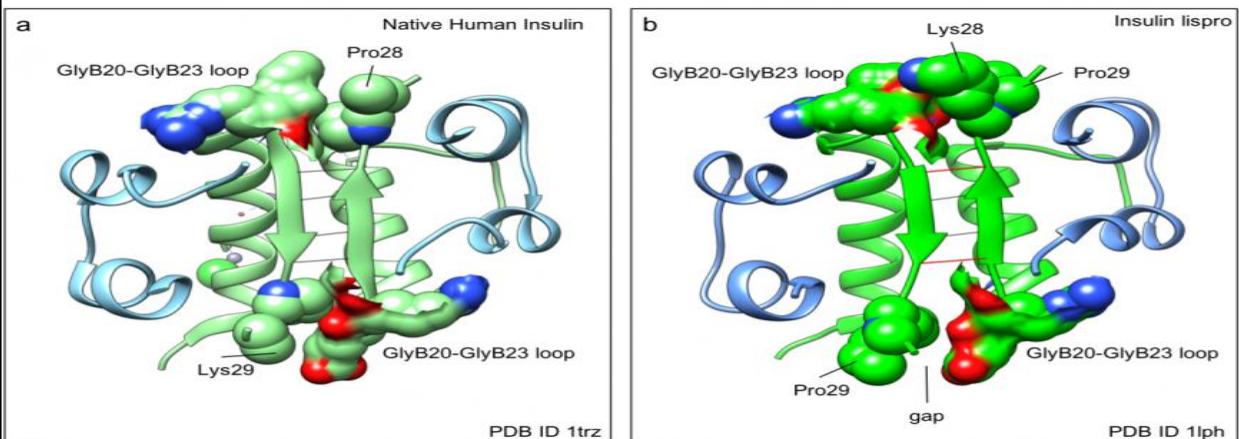 a
Native Human Insulin
Pro28
GlyB20-GlyB23 loop
GlyB20-GlyB23 loop
Lys29
PDB ID 1trz
b
Insulin lispro
Lys28
GlyB20-GlyB23 loop
Pro29
GlyB20-GlyB23 loop
Pro29
gap
PDB ID 1lph